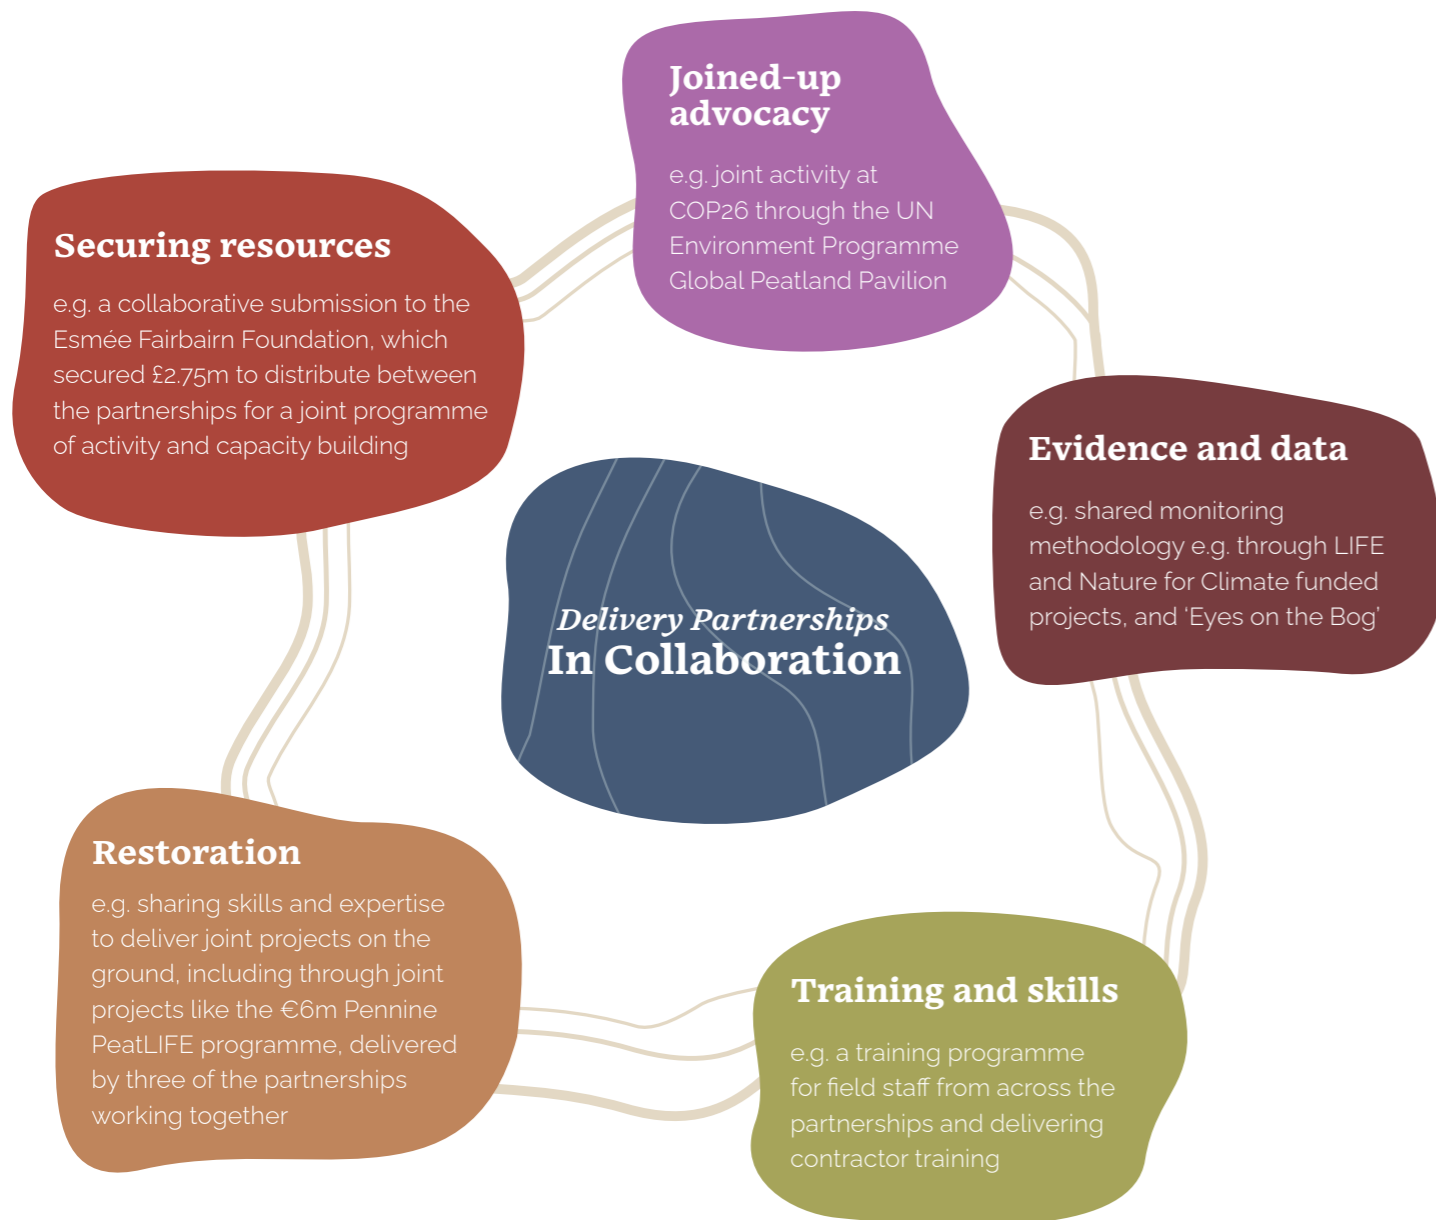 Joined-up
advocacy
e.g. joint activity at
COP26 through the UN
Environment Programme
Global Peatland Pavilion
Securing resources
e.g. a collaborative submission to the
Esmée Fairbairn Foundation, which
secured £2.75m to distribute between
the partnerships for a joint programme
of activity and capacity building
Evidence and data
e.g. shared monitoring
methodology e.g. through LIFE
and Nature for Climate funded
projects, and ‘Eyes on the Bog’
Delivery Partnerships
In Collaboration
Restoration
e.g. sharing skills and expertise
to deliver joint projects on the
ground, including through joint
projects like the €6m Pennine
PeatLIFE programme, delivered
by three of the partnerships
working together
Training and skills
e.g. a training programme
for field staff from across the
partnerships and delivering
contractor training